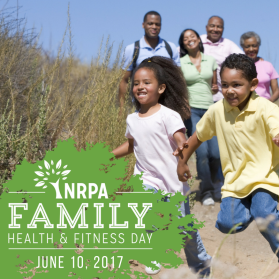 NRPA
FAMILY
HEALTH & FITNESS DAY
JUNE 10, 2017